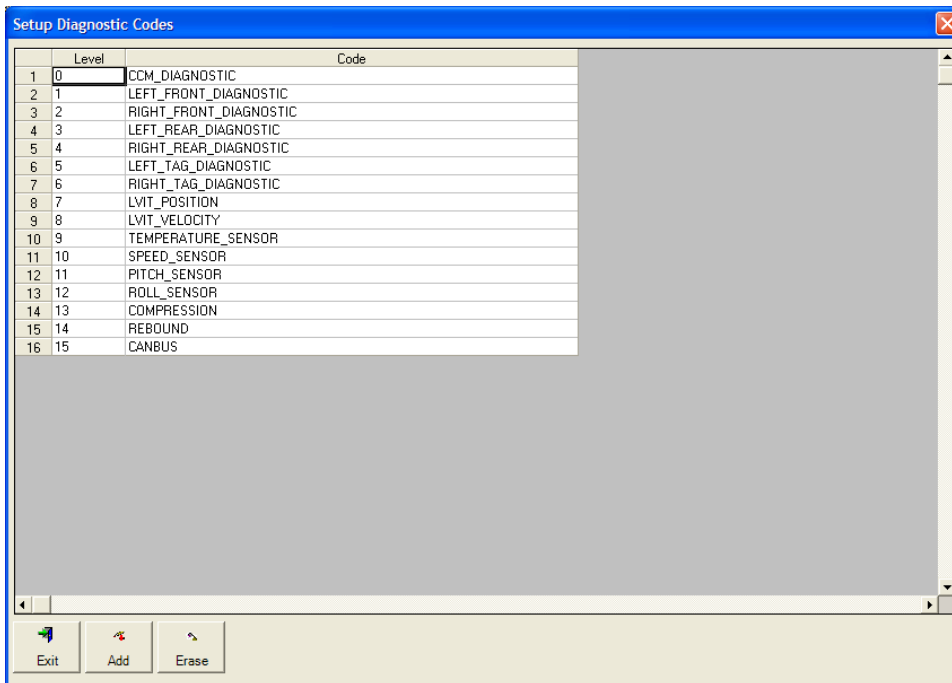 Setup Diagnostic Codes
Level Code
1 0 CCM_DIAGNOSTIC
2 1 LEFT_FRONT_DIAGNOSTIC
3 2 RIGHT_FRONT_DIAGNOSTIC
4 3 LEFT_REAR_DIAGNOSTIC
5 4 RIGHT_REAR_DIAGNOSTIC
6 5 LEFT_TAG_DIAGNOSTIC
7 6 RIGHT_TAG_DIAGNOSTIC
8 7 LVIT_POSITION
9 8 LVIT_VELOCITY
10 9 TEMPERATURE_SENSOR
11 10 SPEED_SENSOR
12 11 PITCH_SENSOR
13 12 ROLL_SENSOR
14 13 COMPRESSION
15 14 REBOUND
16 15 CANBUS
Exit Add Erase